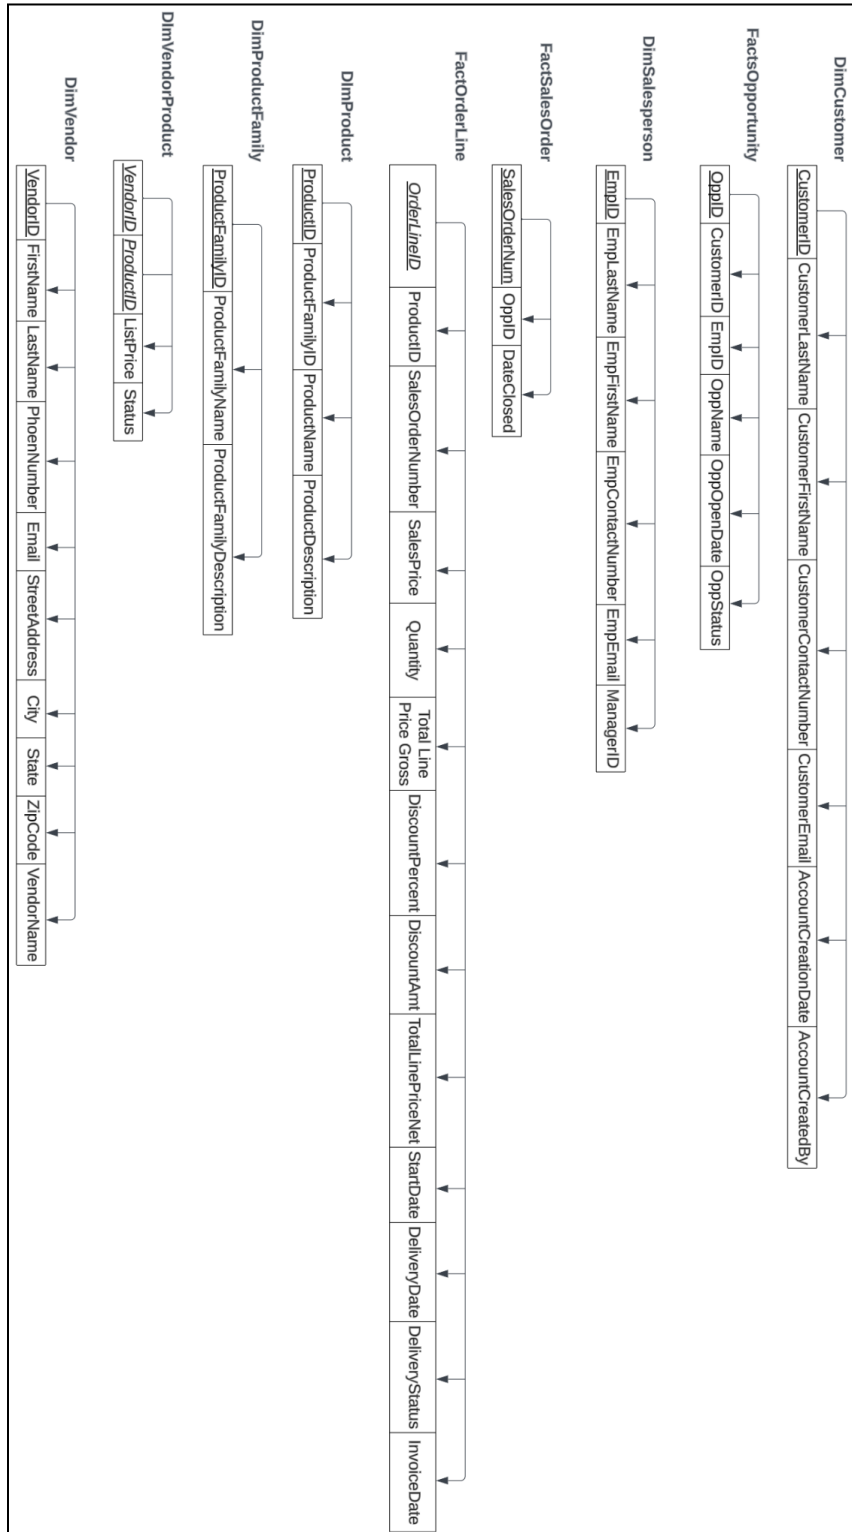 DimCustomer
CustomerID CustomerLastName CustomerFirstName CustomerContactNumber CustomerEmail AccountCreationDate AccountCreatedBy
FactsOpportunity
OppID CustomerID EmpID OppName OppOpenDate OppStatus
DimSalesperson
EmpID EmpLastName EmpFirstName EmpContactNumber EmpEmail ManagerID
FactSalesOrder
SalesOrderNum OppID DateClosed
FactOrderLine
OrderLineID ProductID SalesOrderNumber SalesPrice Quantity Total Line
Price Gross DiscountPercent DiscountAmt TotalLinePriceNet StartDate DeliveryDate DeliveryStatus InvoiceDate
DImProduct
ProductID ProductFamilyID ProductName ProductDescription
DimProductFamily
ProductFamilyID ProductFamilyName ProductFamilyDescription
DImVendorProduct
VendorID ProductID ListPrice Status
DimVendor
VendorID FirstName LastName PhoenNumber Email StreetAddress City State ZipCode VendorName